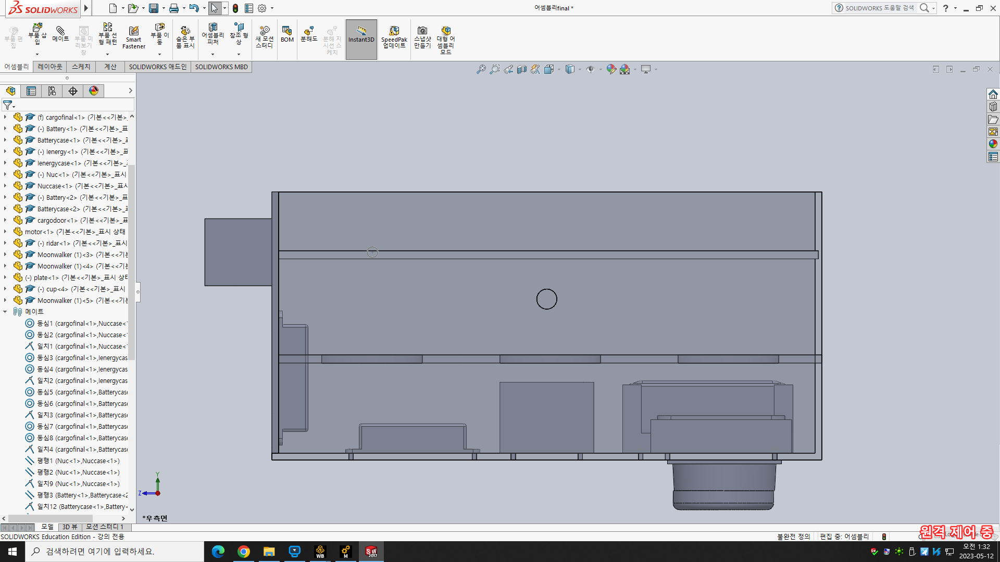 SOLIDWORKS
어셈블리final *
SOLIDWORKS 도움말 검색
부품 편집
부품 삽입
메이트
부품 미리보기 창
부품 선형 패턴
Smart Fastener
부품 이동
숨은 부품 표시
어셈블리 피처
참조 형상
새 모션 스터디
BOM
분해도
분해 지시선 스케치
Instant3D
SpeedPak 업데이트
스냅샷 만들기
대형 어셈블리 모드
어셈블리
레이아웃
스케치
계산
SOLIDWORKS 애드인
SOLIDWORKS MBD
(f) cargofinal<1> (기본<<기본>_
(-) Battery<1> (기본<<기본>_표
Batterycase<1> (기본<<기본>_표
(-) Ienergy<1> (기본<<기본>_표
Ienergycase<1> (기본<<기본>_
(-) Nuc<1> (기본<<기본>_표시
Nuccase<1> (기본<<기본>_표시
(-) Battery<2> (기본<<기본>_표
Batterycase<2> (기본<<기본>_표
cargodoor<1> (기본<<기본>_표
motor<1> (기본<<기본>_표시 상태
(-) ridar<1> (기본<<기본>_표시
Moonwalker (1)<3> (기본<<기본
Moonwalker (1)<4> (기본<<기본
(-) plate<1> (기본<<기본>_표시 상태
(-) cup<4> (기본<<기본>_표시
Moonwalker (1)<5> (기본<<기본
메이트
동심1 (cargofinal<1>,Nuccase<
동심2 (cargofinal<1>,Nuccase<
일치1 (cargofinal<1>,Nuccase<
동심3 (cargofinal<1>,Ienergycas
동심4 (cargofinal<1>,Ienergycas
일치2 (cargofinal<1>,Ienergycas
동심5 (cargofinal<1>,Batterycase
동심6 (cargofinal<1>,Batterycase
일치3 (cargofinal<1>,Batterycase
동심7 (cargofinal<1>,Batterycase
동심8 (cargofinal<1>,Batterycase
일치4 (cargofinal<1>,Batterycase
평행1 (Nuc<1>,Nuccase<1>)
평행2 (Nuc<1>,Nuccase<1>)
일치9 (Nuc<1>,Nuccase<1>)
평행3 (Battery<1>,Batterycase<2
일치12 (Batterycase<1>,Battery<
Y
Z
*우측면
모델
3D 뷰
모션 스터디 1
SOLIDWORKS Education Edition - 강의 전용
불완전 정의
편집 중: 어셈블리
원격 제어 중
검색하려면 여기에 입력하세요.
WB
M
SW
2017
오전 1:32
2023-05-12